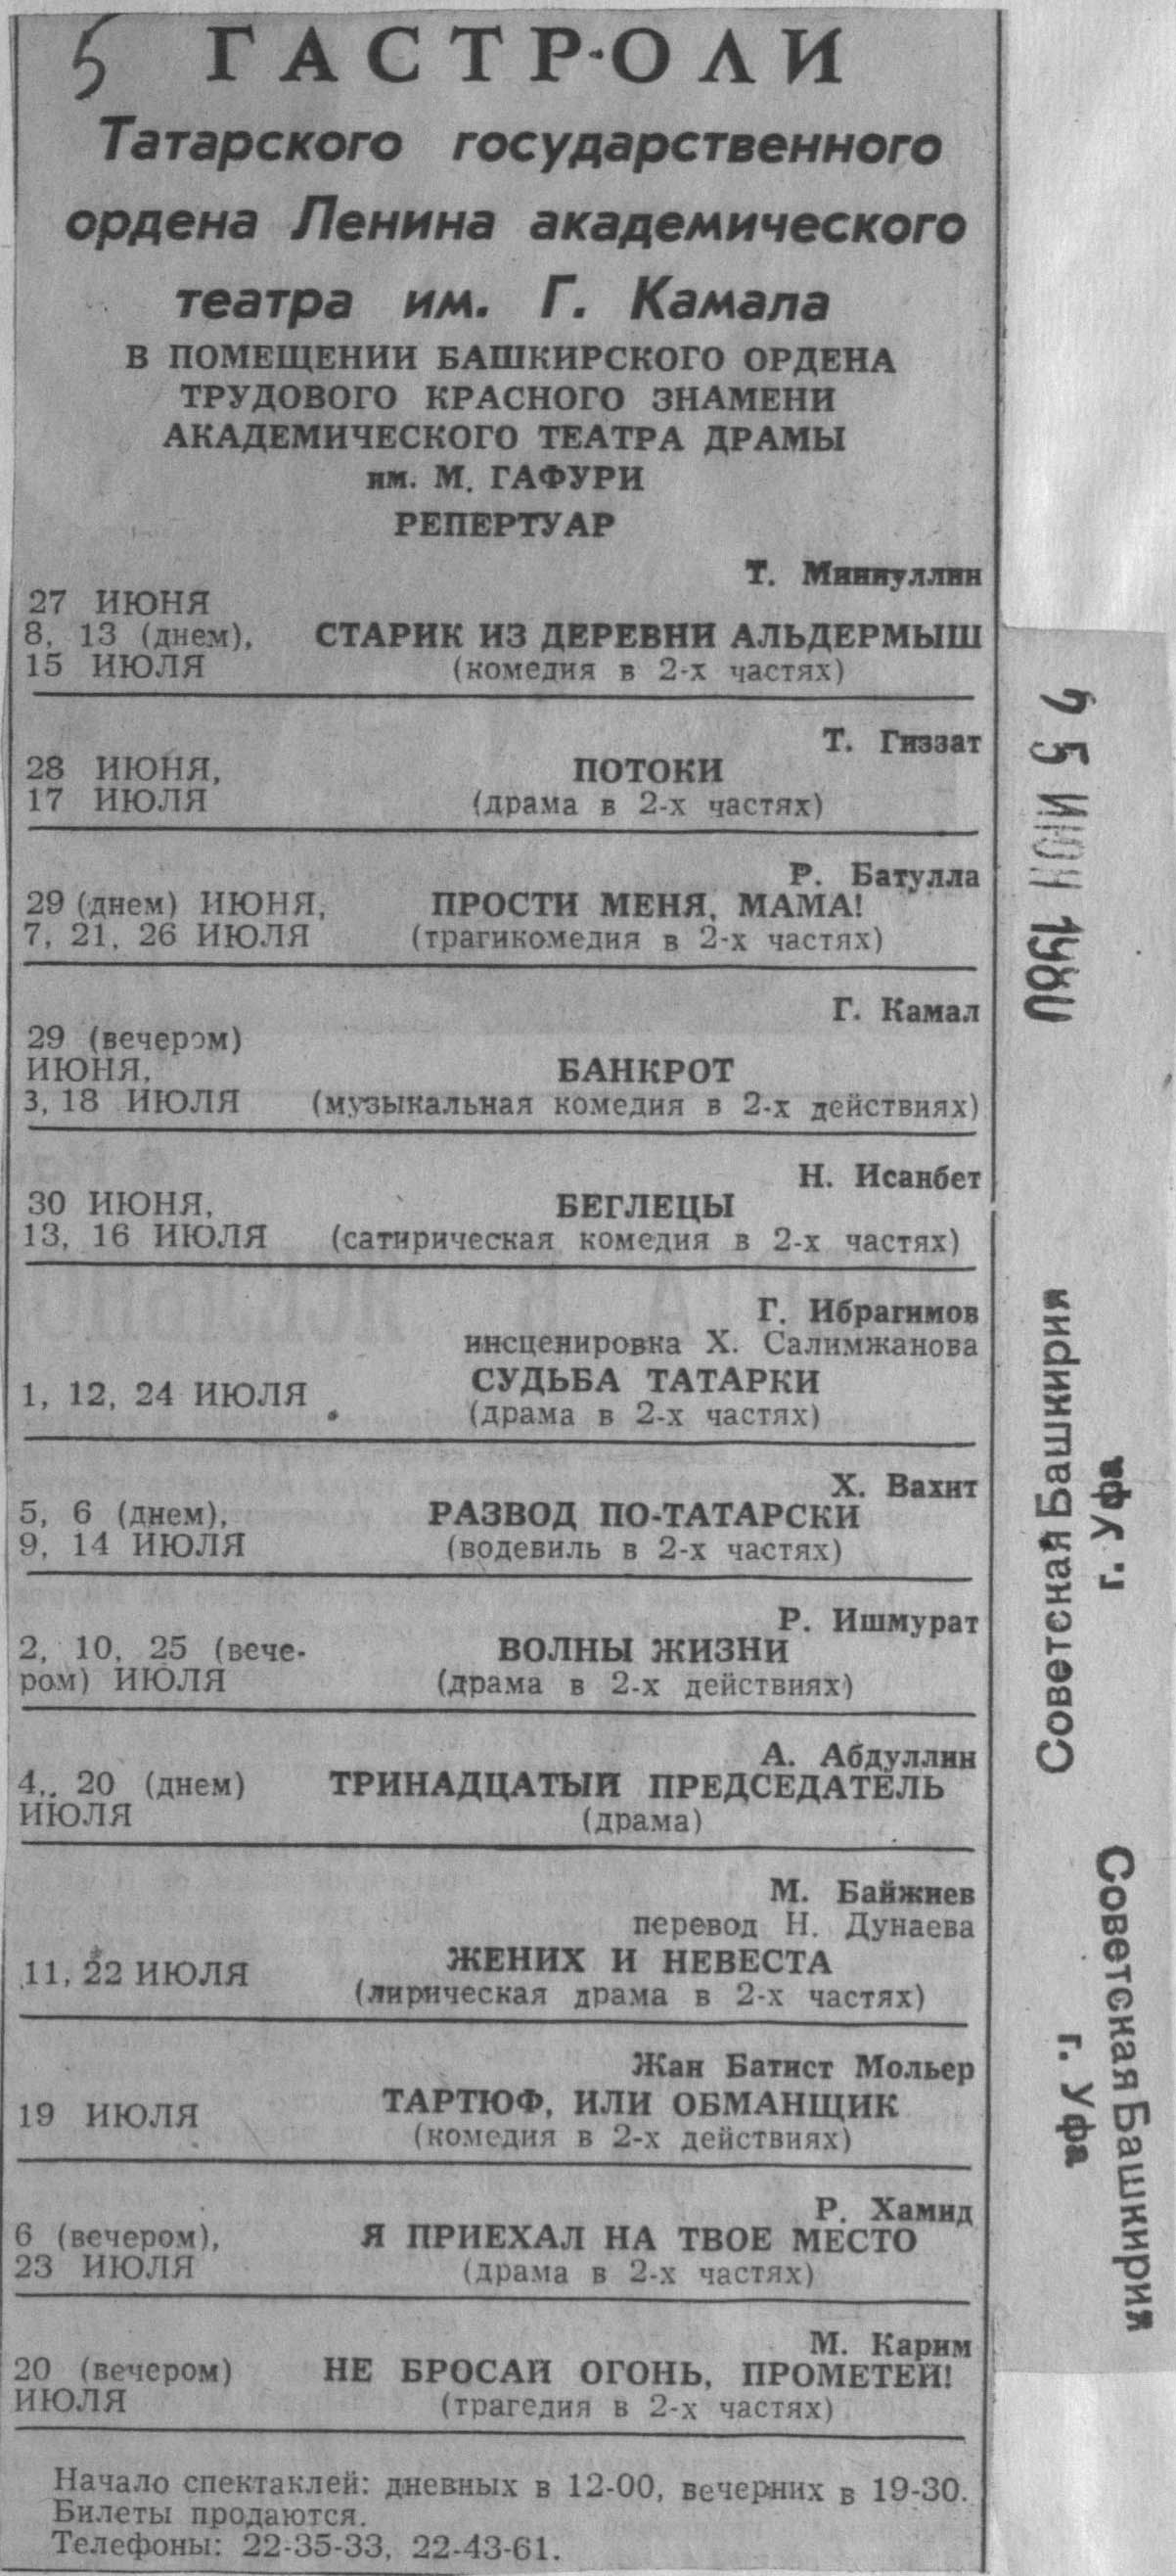 5 ГАСТРОЛИ
Татарского государственного
ордена Ленина академического
театра им. Г. Камала
В ПОМЕЩЕНИИ БАШКИРСКОГО ОРДЕНА
ТРУДОВОГО КРАСНОГО ЗНАМЕНИ
АКАДЕМИЧЕСКОГО ТЕАТРА ДРАМЫ
им. М. ГАФУРИ
РЕПЕРТУАР
Т. Миннуллин
27 ИЮНЯ
8, 13 (днем), СТАРИК ИЗ ДЕРЕВНИ АЛЬДЕРМЫШ
15 ИЮЛЯ (комедия в 2-х частях)
Т. Гиззат
28 ИЮНЯ, ПОТОКИ
17 ИЮЛЯ (драма в 2-х частях)
Р. Батулла
29 (днем) ИЮНЯ, ПРОСТИ МЕНЯ, МАМА!
7, 21, 26 ИЮЛЯ (трагикомедия в 2-х частях)
Г. Камал
29 (вечером)
ИЮНЯ, БАНКРОТ
3, 18 ИЮЛЯ (музыкальная комедия в 2-х действиях)
Н. Исанбет
30 ИЮНЯ, БЕГЛЕЦЫ
13, 16 ИЮЛЯ (сатирическая комедия в 2-х частях)
Г. Ибрагимов
инсценировка Х. Салимжанова
СУДЬБА ТАТАРКИ
1, 12, 24 ИЮЛЯ (драма в 2-х частях)
Х. Вахит
5, 6 (днем), РАЗВОД ПО-ТАТАРСКИ
9, 14 ИЮЛЯ (водевиль в 2-х частях)
Р. Ишмурат
2, 10, 25 (вече- ВОЛНЫ ЖИЗНИ
ром) ИЮЛЯ (драма в 2-х действиях)
А. Абдуллин
4, 20 (днем) ТРИНАДЦАТЫЙ ПРЕДСЕДАТЕЛЬ
ИЮЛЯ (драма)
М. Байжиев
перевод Н. Дунаева
ЖЕНИХ И НЕВЕСТА
11, 22 ИЮЛЯ (лирическая драма в 2-х частях)
Жан Батист Мольер
ТАРТЮФ, ИЛИ ОБМАНЩИК
19 ИЮЛЯ (комедия в 2-х действиях)
Р. Хамид
6 (вечером), Я ПРИЕХАЛ НА ТВОЕ МЕСТО
23 ИЮЛЯ (драма в 2-х частях)
М. Карим
20 (вечером) НЕ БРОСАЙ ОГОНЬ, ПРОМЕТЕЙ!
ИЮЛЯ (трагедия в 2-х частях)
Начало спектаклей: дневных в 12-00, вечерних в 19-30.
Билеты продаются.
Телефоны: 22-35-33, 22-43-61.
5 ИЮН 1980
Советская Башкирия
г. Уфа
Советская Башкирия
г. Уфа